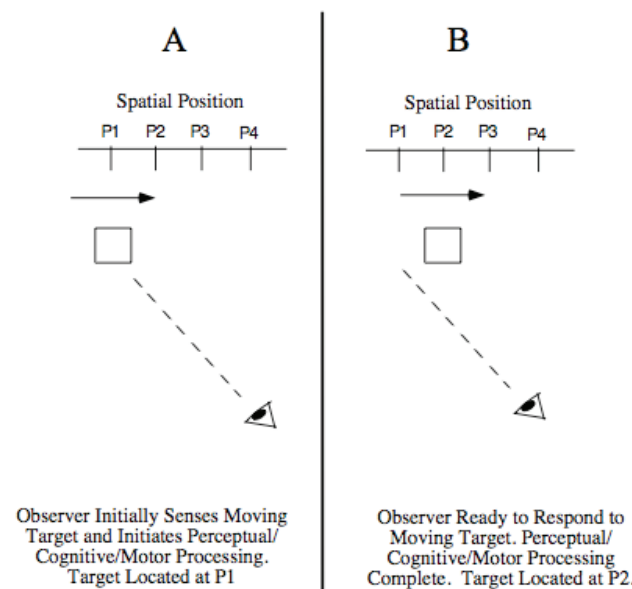 A
Spatial Position
P1 P2 P3 P4
Observer Initially Senses Moving
Target and Initiates Perceptual/
Cognitive/Motor Processing.
Target Located at P1
B
Spatial Position
P1 P2 P3 P4
Observer Ready to Respond to
Moving Target. Perceptual/
Cognitive/Motor Processing
Complete. Target Located at P2.